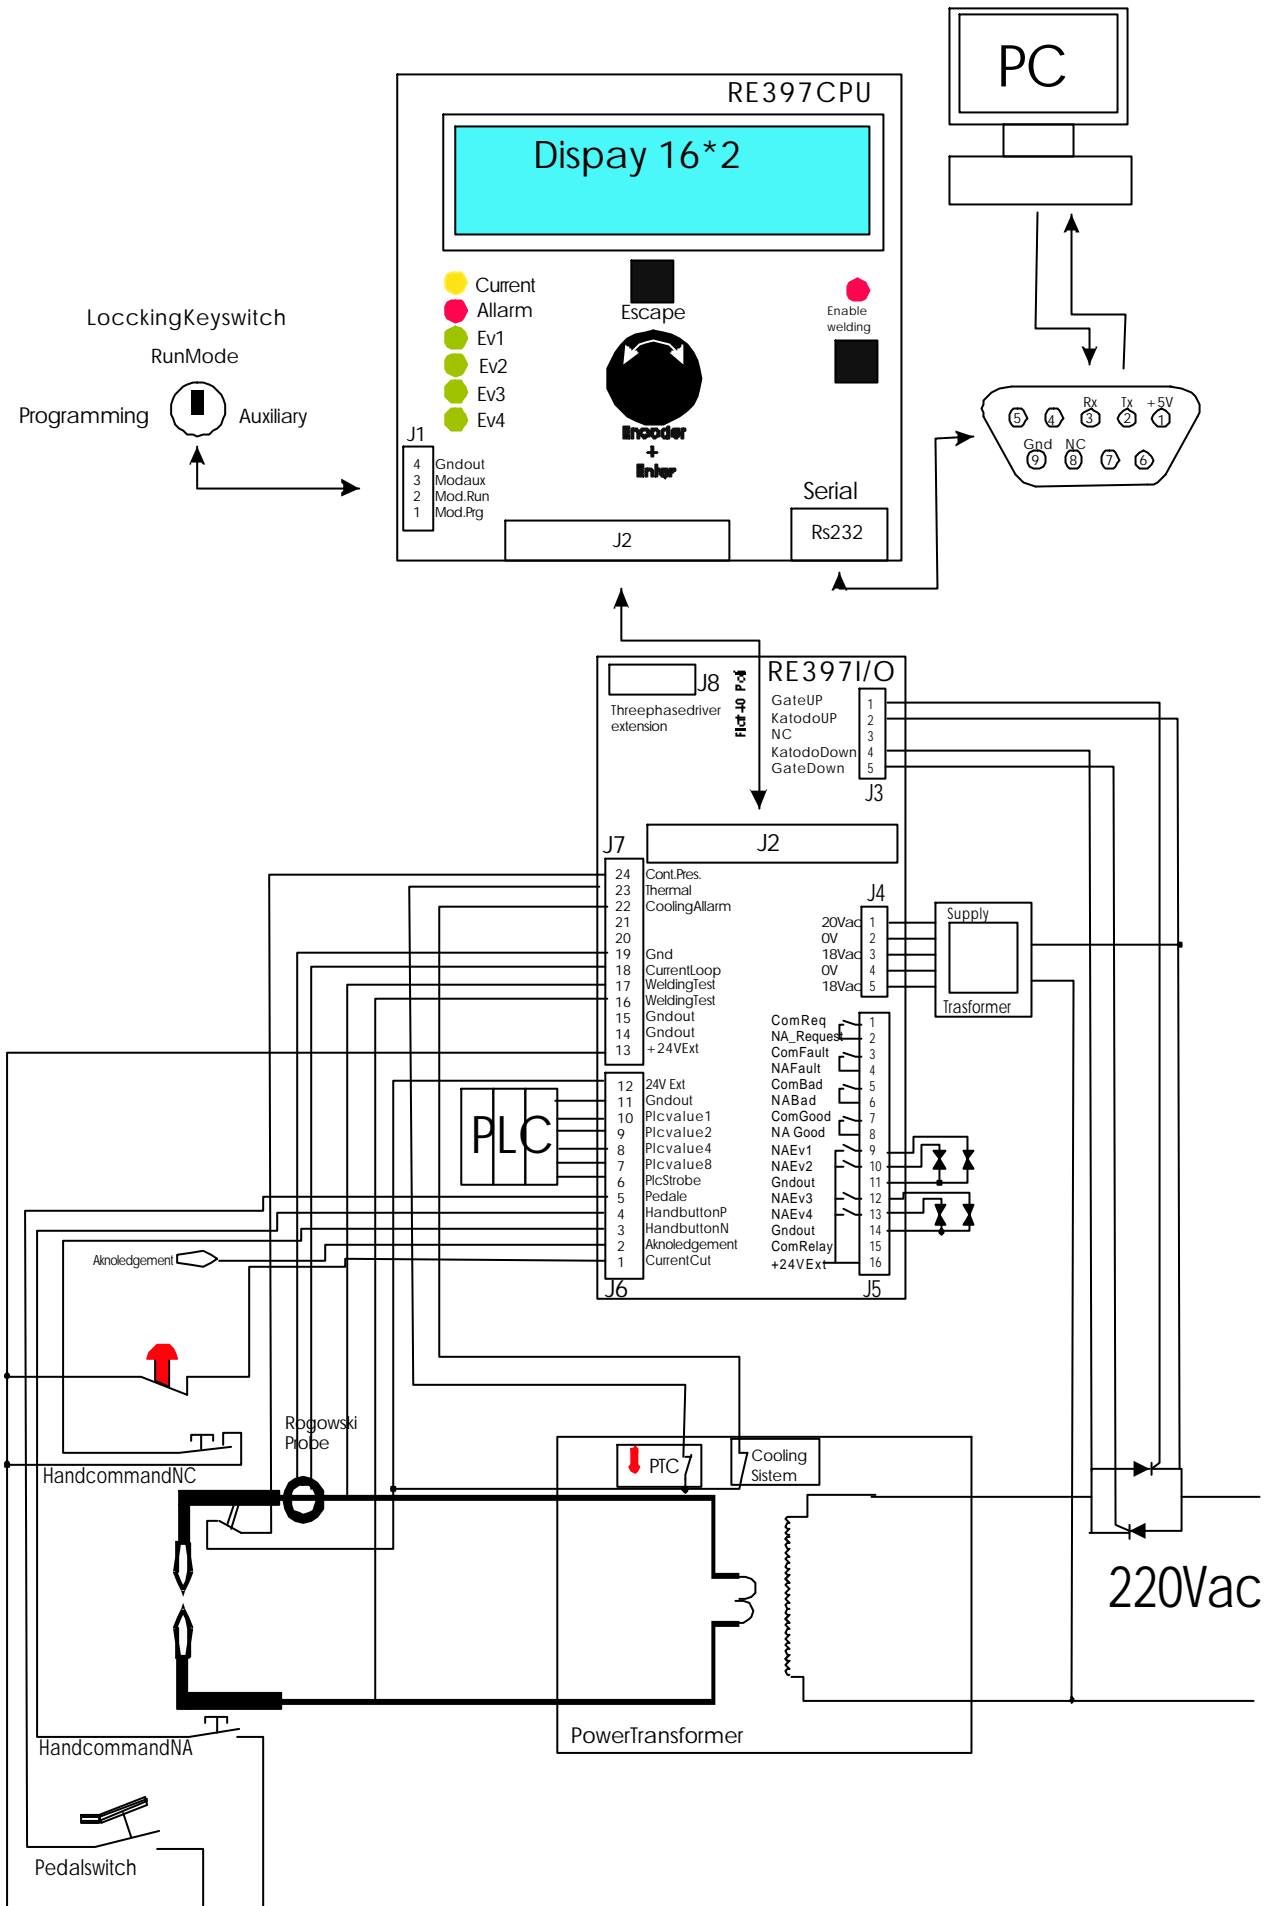 PC
RE397CPU
Dispay 16*2
Current
Allarm
Ev1
Ev2
Ev3
Ev4
Escape
Enable
welding
Encoder
+
Enter
LocckingKeyswitch
RunMode
Programming
Auxiliary
J1
4 Gndout
3 Modaux
2 Mod.Run
1 Mod.Prg
J2
Serial
Rs232
Rx Tx +5V
5 4 3 2 1
Gnd NC
9 8 7 6
RE397I/O
J8
Threephasedriver
extension
GateUP 1
KatodoUP 2
NC 3
KatodoDown 4
GateDown 5
J3
J2
J7
24 Cont.Pres.
23 Thermal
22 CoolingAllarm
21
20
19 Gnd
18 CurrentLoop
17 WeldingTest
16 WeldingTest
15 Gndout
14 Gndout
13 +24VExt
J4
20Vac 1
0V 2
18Vac 3
0V 4
18Vac 5
Supply
Trasformer
PLC
12 24V Ext
11 Gndout
10 Plcvalue1
9 Plcvalue2
8 Plcvalue4
7 Plcvalue8
6 PlcStrobe
5 Pedale
4 HandbuttonP
3 HandbuttonN
2 Aknoledgement
1 CurrentCut
J6
ComReq 1
NA_Request 2
ComFault 3
NAFault 4
ComBad 5
NABad 6
ComGood 7
NA Good 8
NAEv1 9
NAEv2 10
Gndout 11
NAEv3 12
NAEv4 13
Gndout 14
ComRelay 15
+24VExt 16
J5
Aknoledgement
Rogowski
Probe
HandcommandNC
PTC
Cooling
Sistem
220Vac
PowerTransformer
HandcommandNA
Pedalswitch